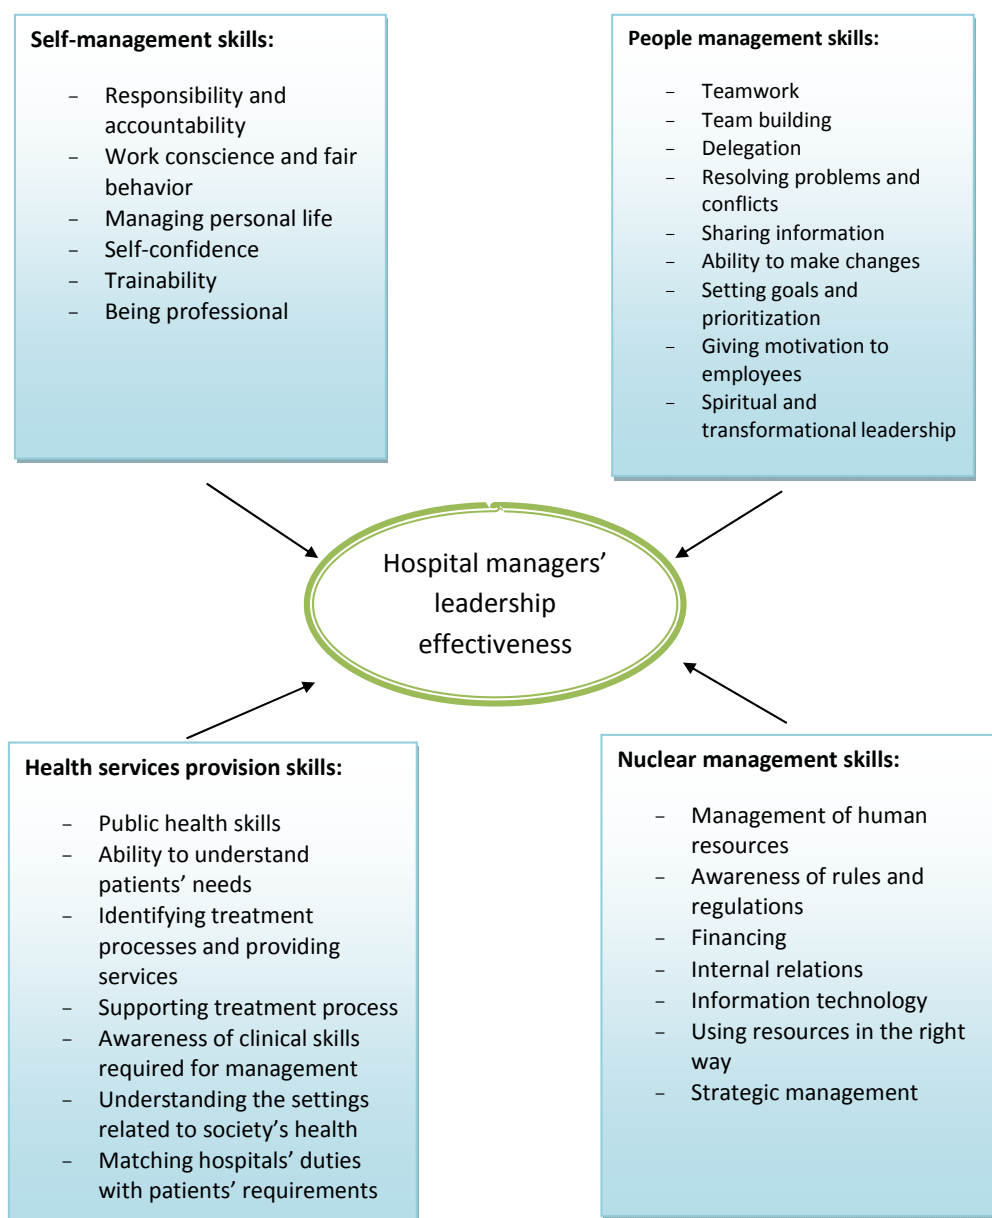 Self-management skills:
- Responsibility and
accountability
- Work conscience and fair
behavior
- Managing personal life
- Self-confidence
- Trainability
- Being professional
People management skills:
- Teamwork
- Team building
- Delegation
- Resolving problems and
conflicts
- Sharing information
- Ability to make changes
- Setting goals and
prioritization
- Giving motivation to
employees
- Spiritual and
transformational leadership
Hospital managers’
leadership
effectiveness
Health services provision skills:
- Public health skills
- Ability to understand
patients’ needs
- Identifying treatment
processes and providing
services
- Supporting treatment process
- Awareness of clinical skills
required for management
- Understanding the settings
related to society’s health
- Matching hospitals’ duties
with patients’ requirements
Nuclear management skills:
- Management of human
resources
- Awareness of rules and
regulations
- Financing
- Internal relations
- Information technology
- Using resources in the right
way
- Strategic management